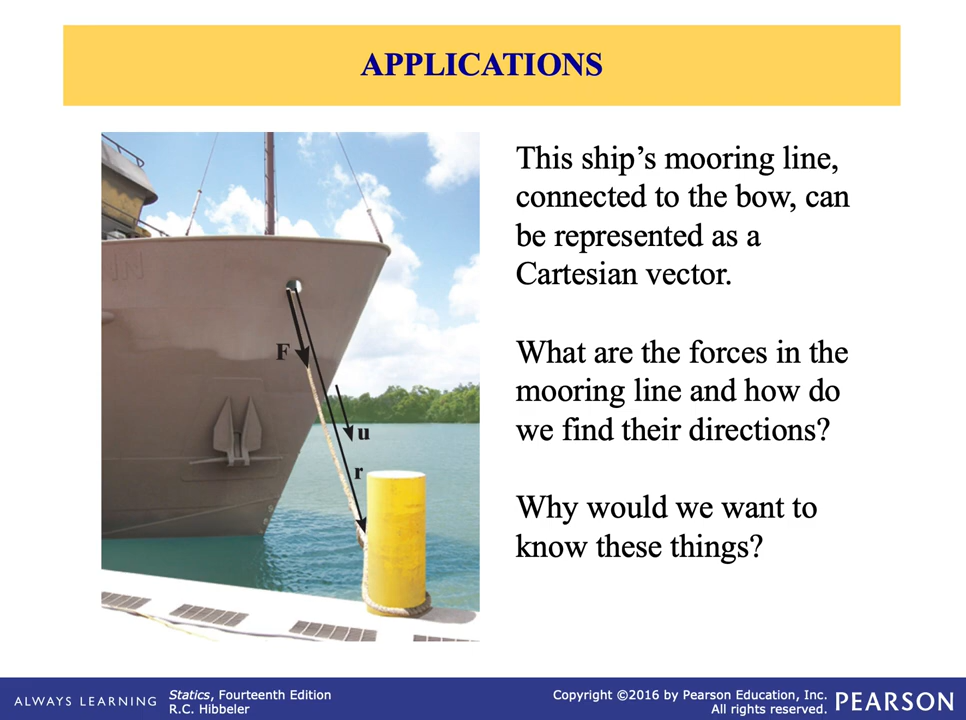 APPLICATIONS
This ship's mooring line,
connected to the bow, can
be represented as a
Cartesian vector.
What are the forces in the
mooring line and how do
we find their directions?
Why would we want to
know these things?
IN
F
u
r
ALWAYS LEARNING
Statics, Fourteenth Edition
R.C. Hibbeler
Copyright ©2016 by Pearson Education, Inc.
All rights reserved.
PEARSON